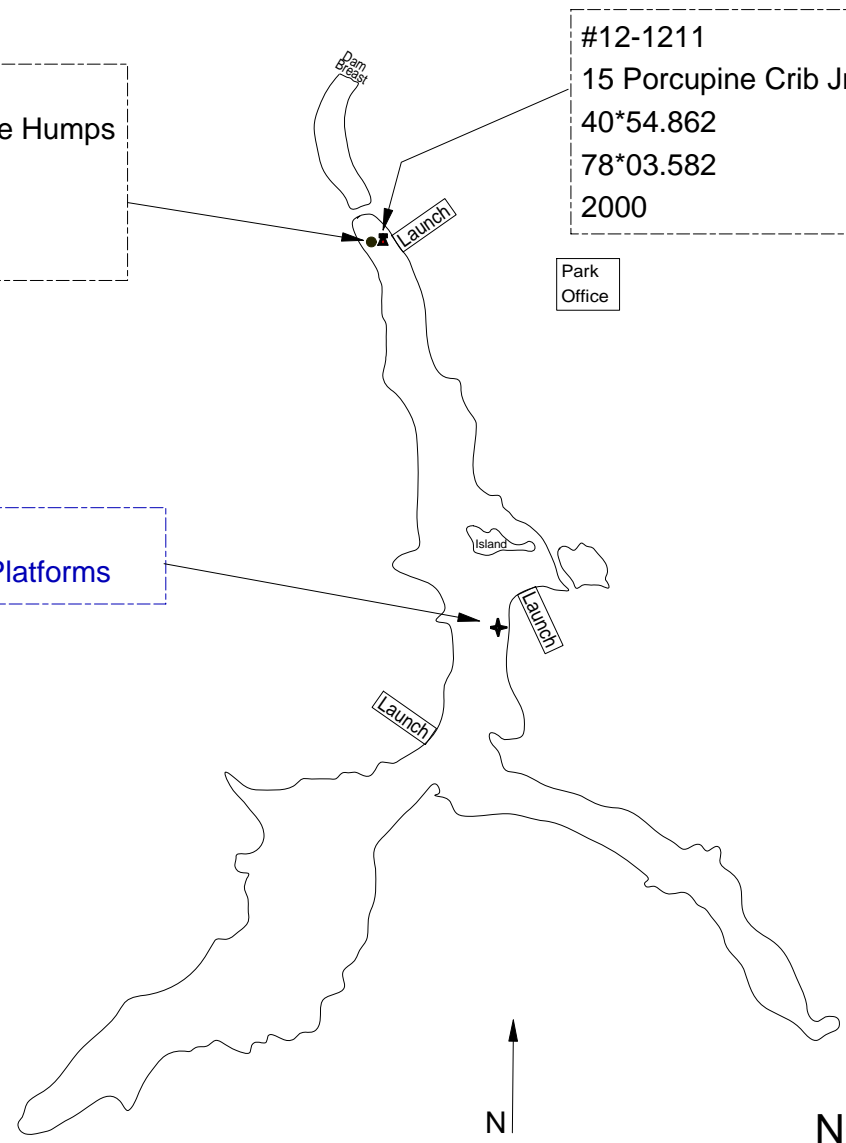 Dam
Breast
#12-1211
15 Porcupine Crib Jr
40*54.862
78*03.582
2000
e Humps
Launch
Park
Office
Island
Platforms
Launch
Launch
N
N